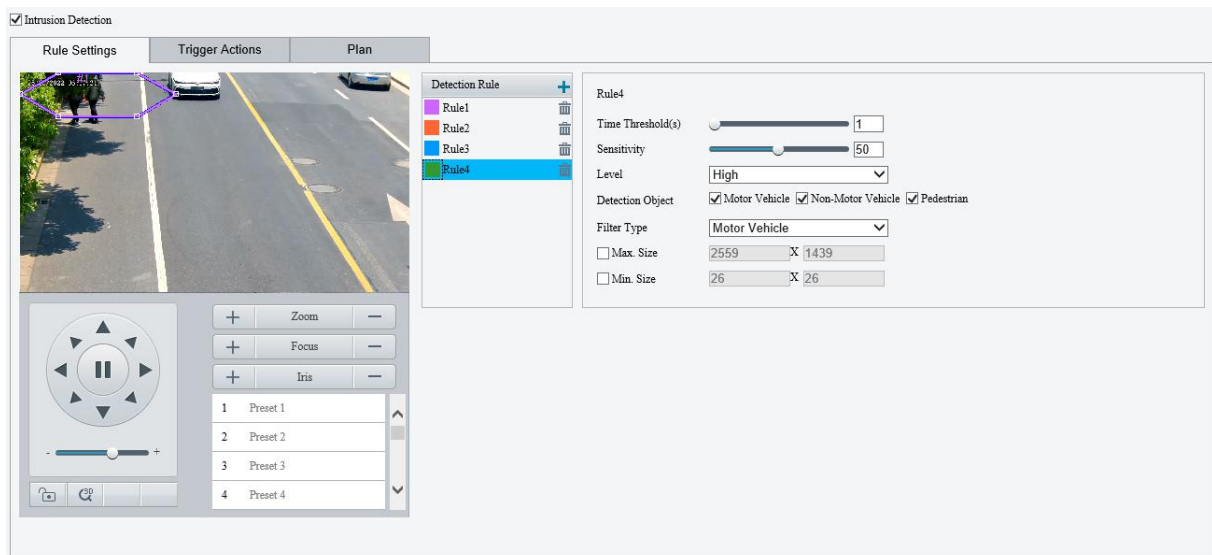 Intrusion Detection
Rule Settings
Trigger Actions
Plan
Detection Rule
Rule1
Rule2
Rule3
Rule4
Rule4
Time Threshold(s)
1
Sensitivity
50
Level
High
Detection Object
Motor Vehicle Non-Motor Vehicle Pedestrian
Filter Type
Motor Vehicle
Max. Size
2559 X 1439
Min. Size
26 X 26
+ Zoom −
+ Focus −
+ Iris −
- +
3D
1 Preset 1
2 Preset 2
3 Preset 3
4 Preset 4